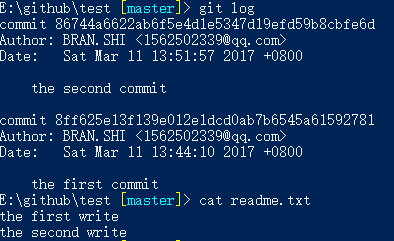 E:\github\test [master]> git log
commit 86744a6622ab6f5e4d1e5347d19efd59b8cbfe6d
Author: BRAN.SHI <1562502339@qq.com>
Date:   Sat Mar 11 13:51:57 2017 +0800
    the second commit
commit 8ff625e13f139e012e1dcd0ab7b6545a61592781
Author: BRAN.SHI <1562502339@qq.com>
Date:   Sat Mar 11 13:44:10 2017 +0800
    the first commit
E:\github\test [master]> cat readme.txt
the first write
the second write